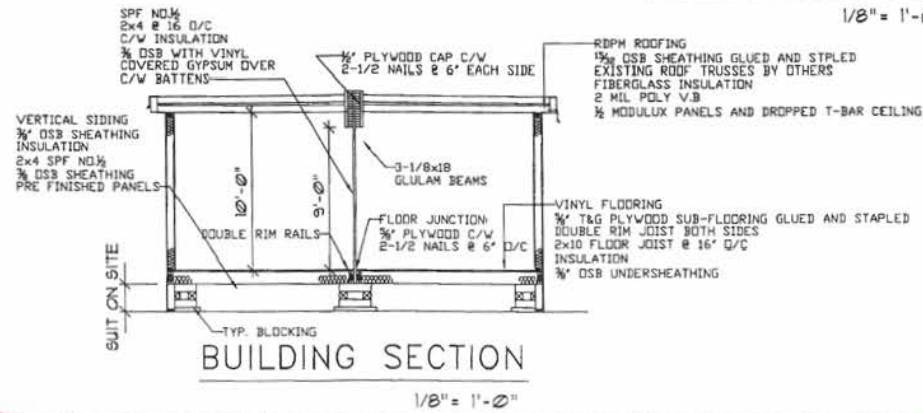 1/8" = 1'-
SPF NO.½
2x4 @ 16 O/C
C/W INSULATION
⅜ OSB WITH VINYL
COVERED GYPSUM OVER
C/W BATTENS
PLYWOOD CAP C/W
2-1/2 NAILS @ 6" EACH SIDE
RDPM ROOFING
OSB SHEATHING GLUED AND STPLED
EXISTING ROOF TRUSSES BY OTHERS
FIBERGLASS INSULATION
2 MIL POLY V.B
½ MODULUX PANELS AND DROPPED T-BAR CEILING
VERTICAL SIDING
⅜" OSB SHEATHING
INSULATION
2x4 SPF NO.½
⅜ OSB SHEATHING
PRE FINISHED PANELS
10'-0"
9'-0"
3-1/8x18
GLULAM BEAMS
DOUBLE RIM RAILS
FLOOR JUNCTION
⅝" PLYWOOD C/W
2-1/2 NAILS @ 6" O/C
VINYL FLOORING
⅝" T&G PLYWOOD SUB-FLOORING GLUED AND STAPLED
DOUBLE RIM JOIST BOTH SIDES
2x10 FLOOR JOIST @ 16" O/C
INSULATION
⅜" OSB UNDERSHEATHING
SUIT ON SITE
TYP. BLOCKING
BUILDING SECTION
1/8" = 1'-0"